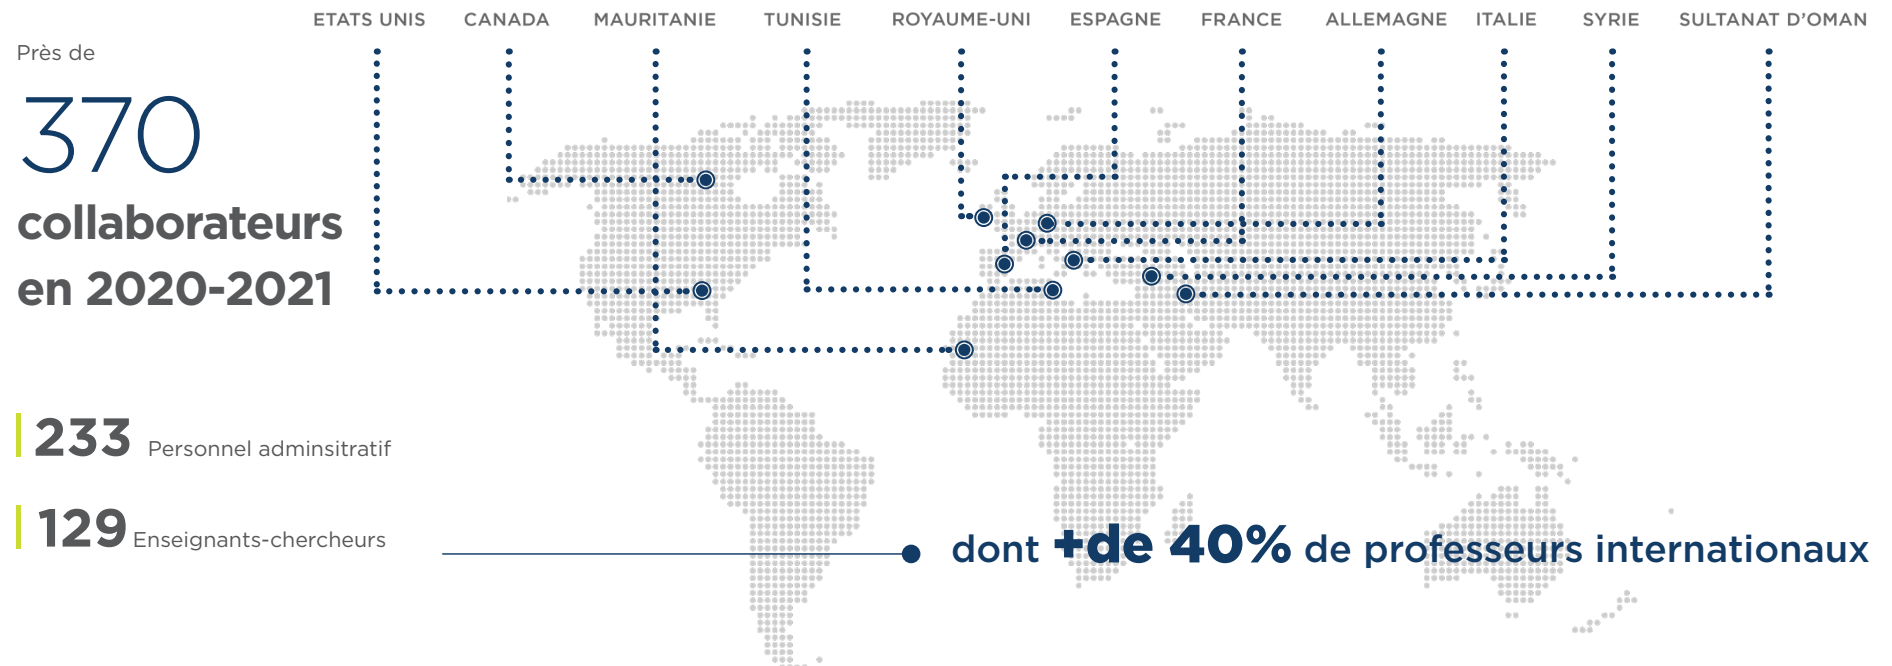 ETATS UNIS CANADA MAURITANIE TUNISIE ROYAUME-UNI ESPAGNE FRANCE ALLEMAGNE ITALIE SYRIE SULTANAT D’OMAN
Près de
370
collaborateurs
en 2020-2021
233 Personnel adminsitratif
129 Enseignants-chercheurs
dont +de 40% de professeurs internationaux